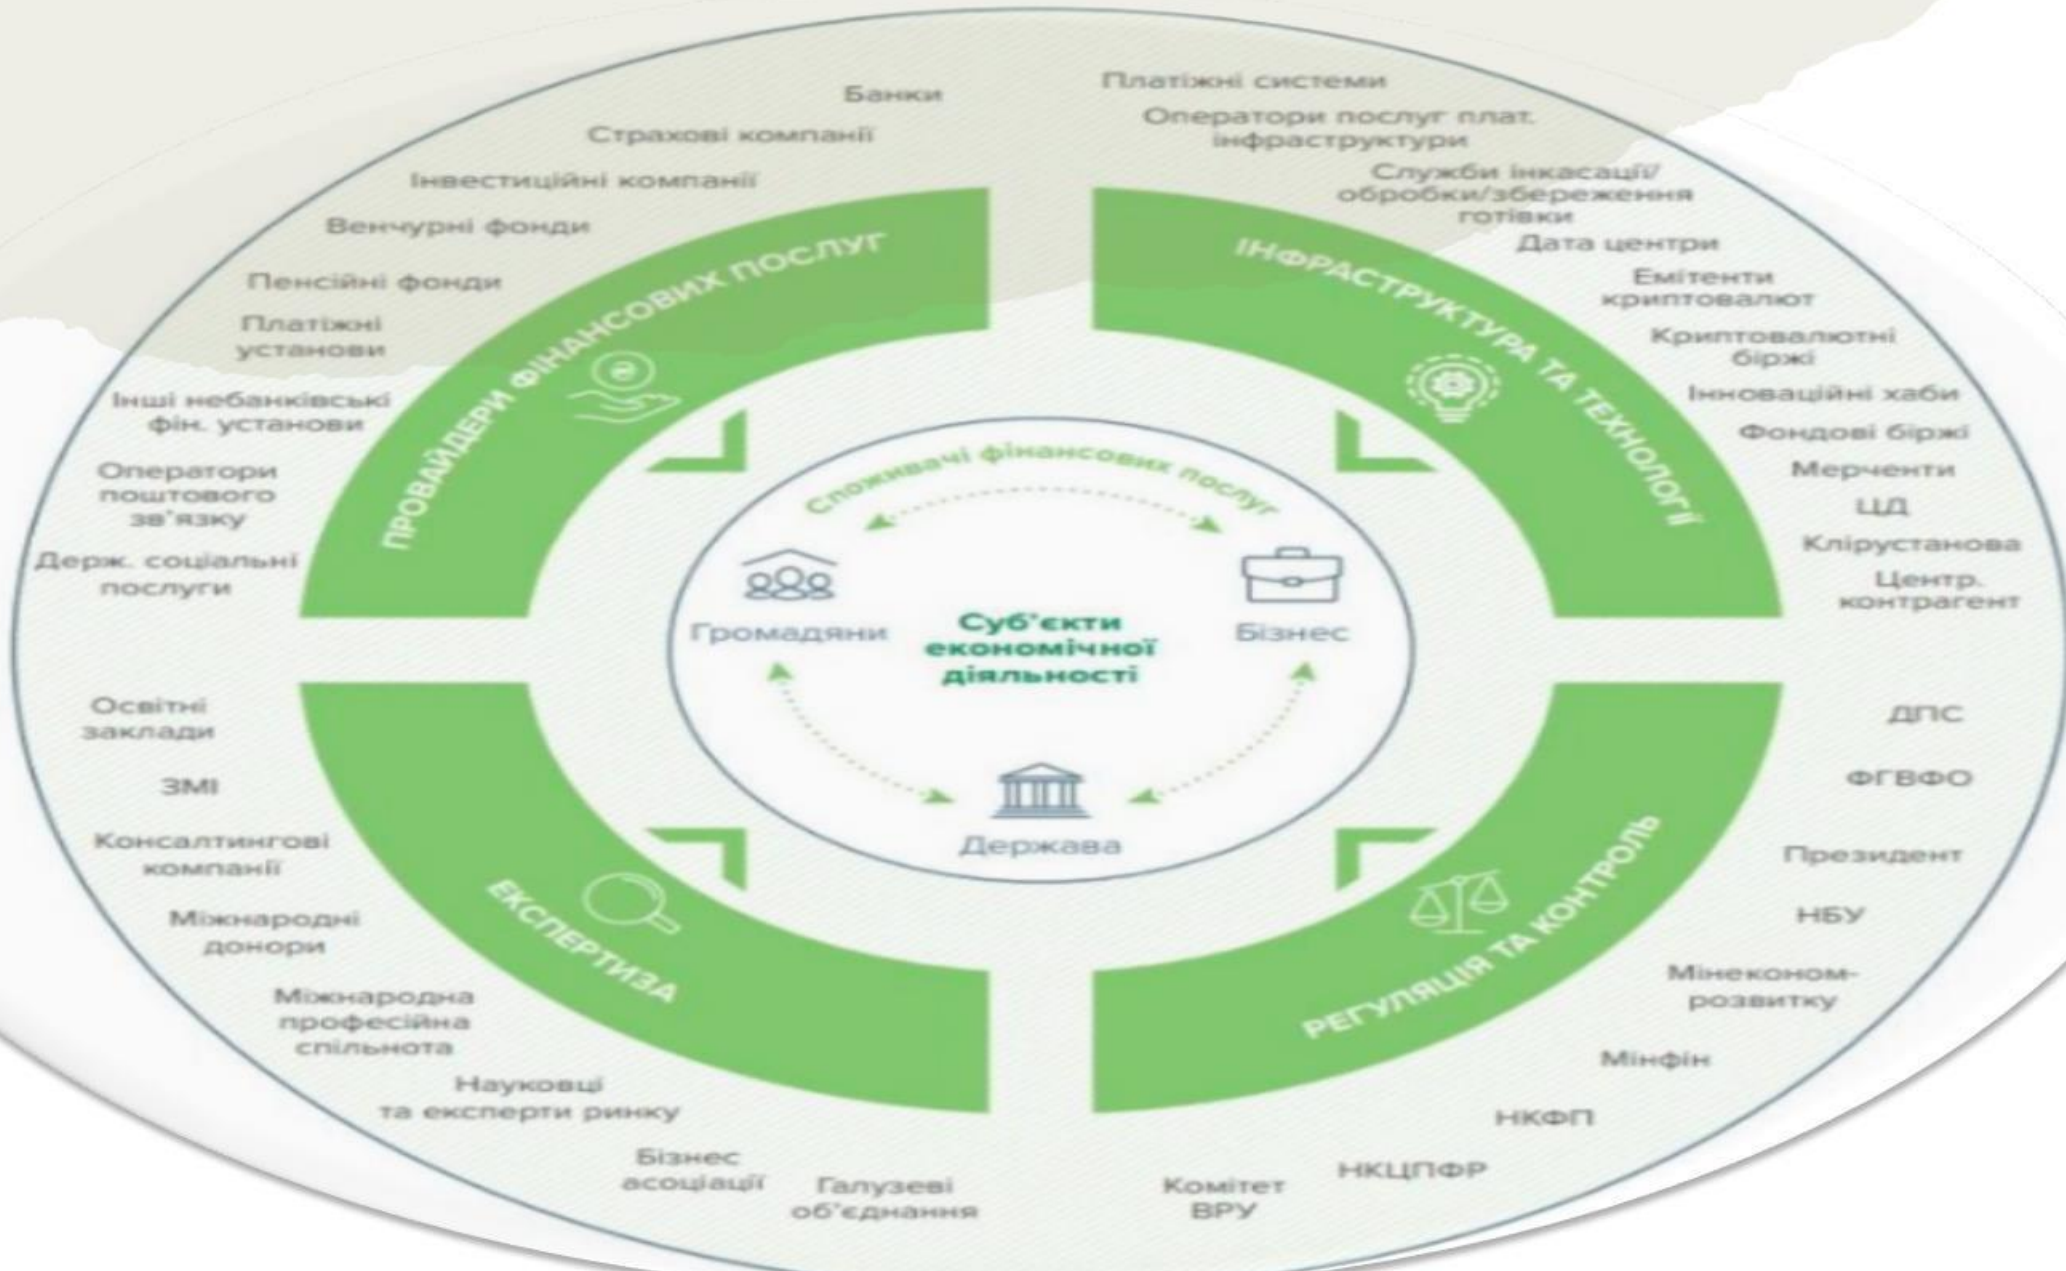 Банки
Страхові компанії
Інвестиційні компанії
Венчурні фонди
Пенсійні фонди
Платіжні
установи
Інші небанківські
фін. установи
Оператори
поштового
зв'язку
Держ. соціальні
послуги
ПРОВАЙДЕРИ ФІНАНСОВИХ ПОСЛУГ
Платіжні системи
Оператори послуг плат.
інфраструктури
Служби інкасації/
обробки/збереження
готівки
Дата центри
Емітенти
криптовалют
Криптовалютні
біржі
Інноваційні хаби
Фондові біржі
Мерченти
ЦД
Клірустанова
Центр.
контрагент
ІНФРАСТРУКТУРА ТА ТЕХНОЛОГІЇ
Споживачі фінансових послуг
Громадяни
Суб'єкти
економічної
діяльності
Бізнес
Держава
Освітні
заклади
ЗМІ
Консалтингові
компанії
Міжнародні
донори
Міжнародна
професійна
спільнота
Науковці
та експерти ринку
Бізнес
асоціації
Галузеві
об'єднання
ЕКСПЕРТИЗА
ДПС
ФГВФО
Президент
НБУ
Мінеконом-
розвитку
Мінфін
НКФП
НКЦПФР
Комітет
ВРУ
РЕГУЛЯЦІЯ ТА КОНТРОЛЬ